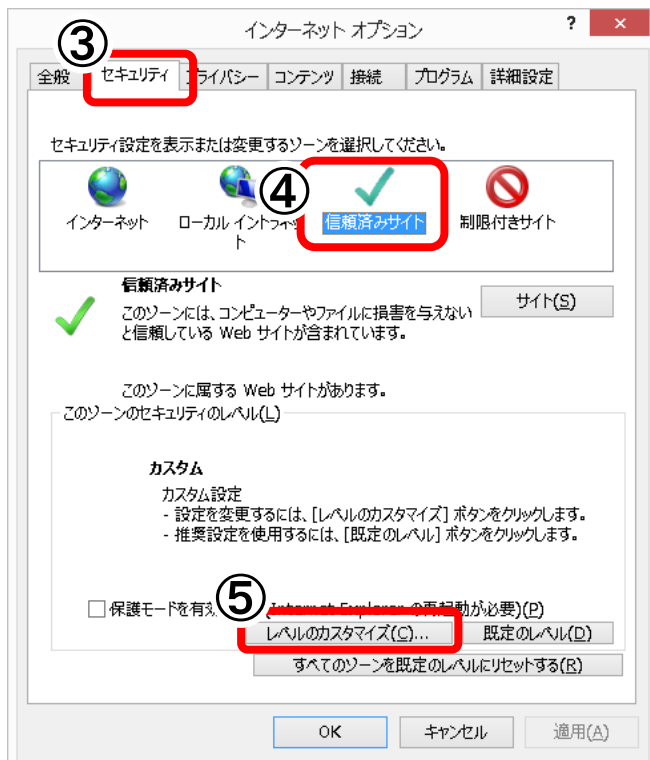 インターネット オプション
?
×
③
全般
セキュリティ
ライバシー
コンテンツ
接続
プログラム
詳細設定
セキュリティ設定を表示または変更するゾーンを選択してください。
④
インターネット
ローカル イントラネッ
ト
信頼済みサイト
制限付きサイト
信頼済みサイト
サイト(S)
このゾーンには、コンピューターやファイルに損害を与えない
と信頼している Web サイトが含まれています。
このゾーンに属する Web サイトがあります。
このゾーンのセキュリティのレベル(L)
カスタム
カスタム設定
- 設定を変更するには、[レベルのカスタマイズ] ボタンをクリックします。
- 推奨設定を使用するには、[既定のレベル] ボタンをクリックします。
⑤
保護モードを有効 (Internet Explorer の再起動が必要)(P)
レベルのカスタマイズ(C)...
既定のレベル(D)
すべてのゾーンを既定のレベルにリセットする(R)
OK
キャンセル
適用(A)